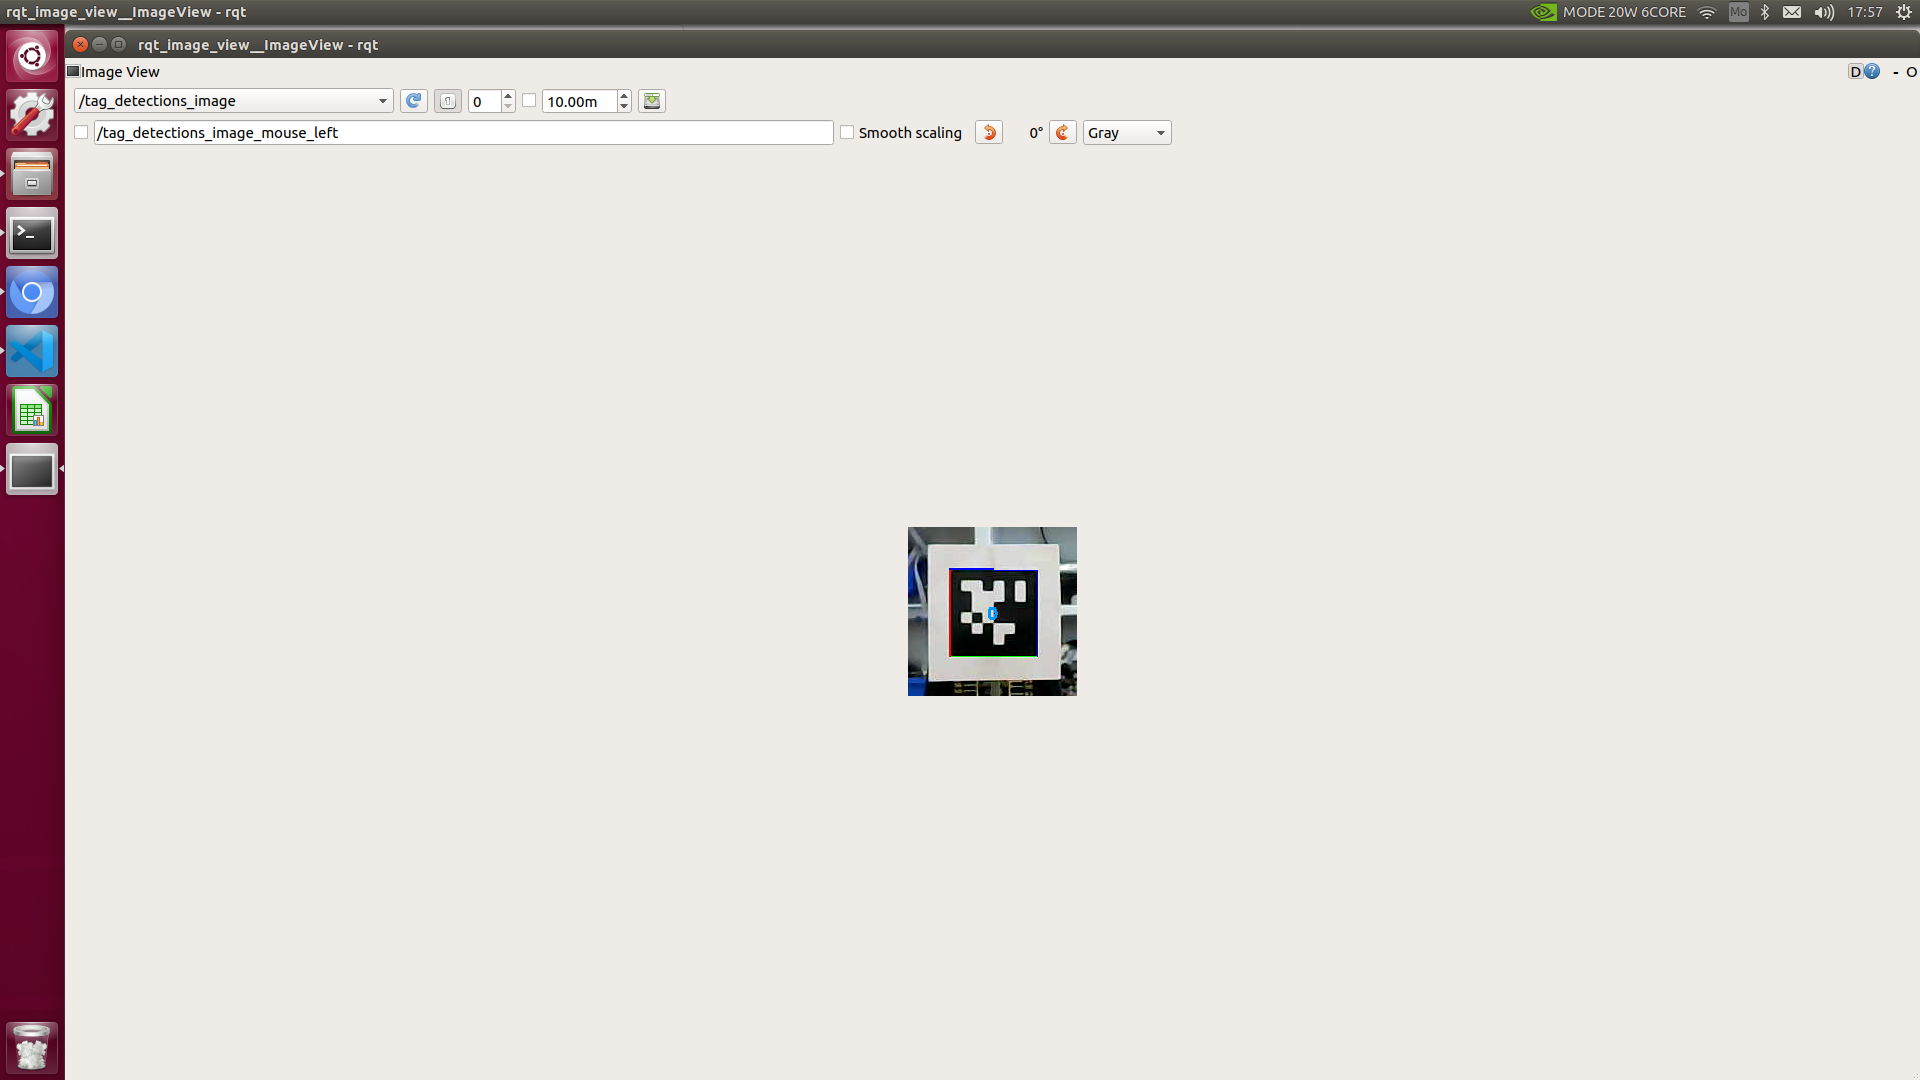 rqt_image_view__ImageView - rqt
MODE 20W 6CORE
Mo
17:57
rqt_image_view__ImageView - rqt
Image View
D
?
-
O
/tag_detections_image
0
10.00m
/tag_detections_image_mouse_left
Smooth scaling
0°
Gray